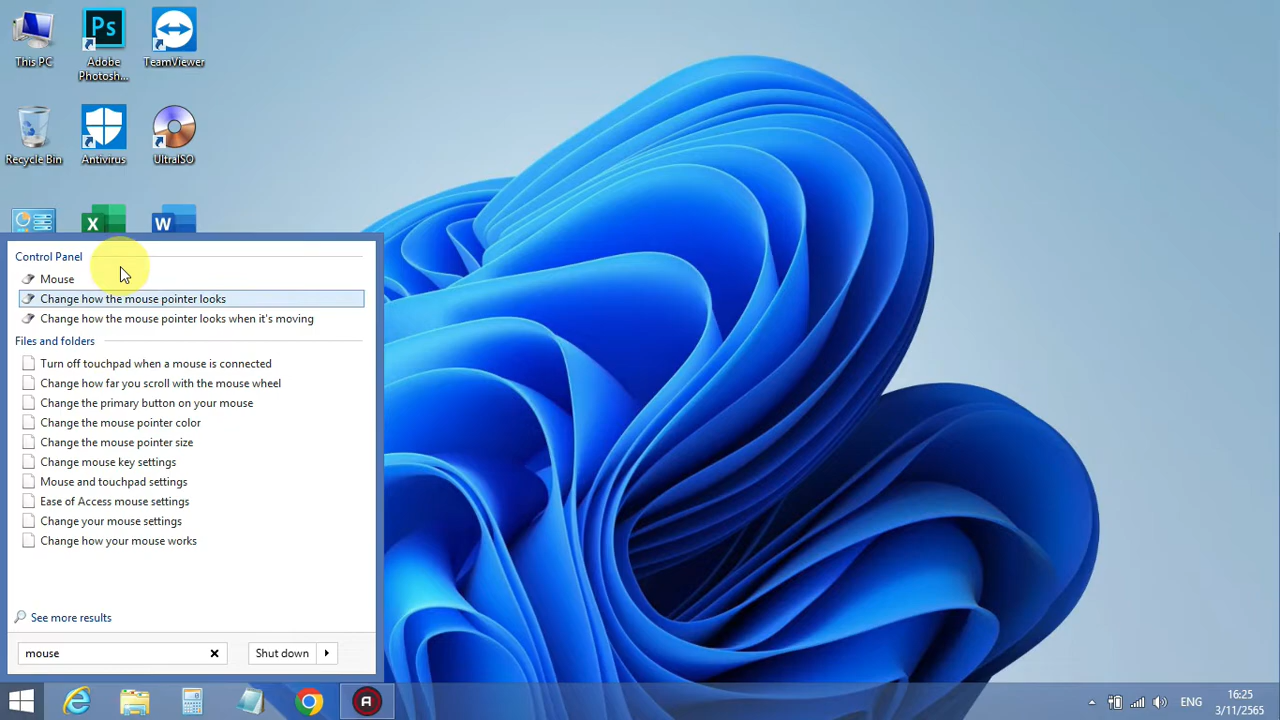 This PC
Ps
Adobe
Photosh...
TeamViewer
Recycle Bin
Antivirus
UltraISO
X
W
Control Panel
Mouse
Change how the mouse pointer looks
Change how the mouse pointer looks when it's moving
Files and folders
Turn off touchpad when a mouse is connected
Change how far you scroll with the mouse wheel
Change the primary button on your mouse
Change the mouse pointer color
Change the mouse pointer size
Change mouse key settings
Mouse and touchpad settings
Ease of Access mouse settings
Change your mouse settings
Change how your mouse works
See more results
mouse
Shut down
ENG
16:25
3/11/2565